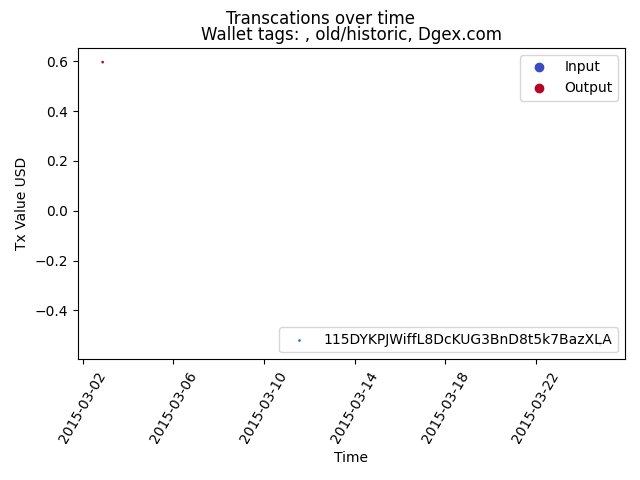 Transcations over time
Wallet tags: , old/historic, Dgex.com
Input
Output
0.6
0.4
0.2
0.0
−0.2
−0.4
Tx Value USD
115DYKPJWiffL8DcKUG3BnD8t5k7BazXLA
2015-03-02
2015-03-06
2015-03-10
2015-03-14
2015-03-18
2015-03-22
Time